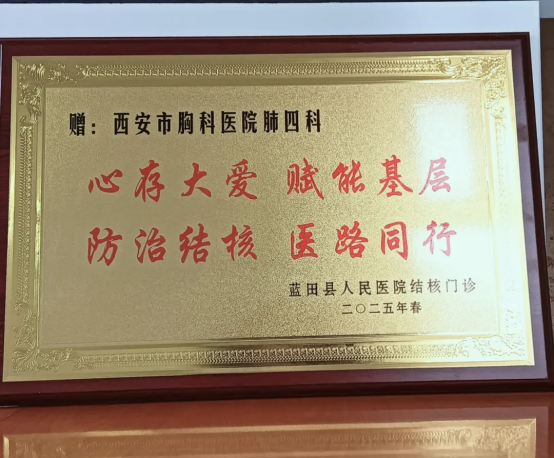 赠：西安市胸科医院肺四科
心存大爱 赋能基层
防治结核 医路同行
蓝田县人民医院结核门诊
二〇二五年春